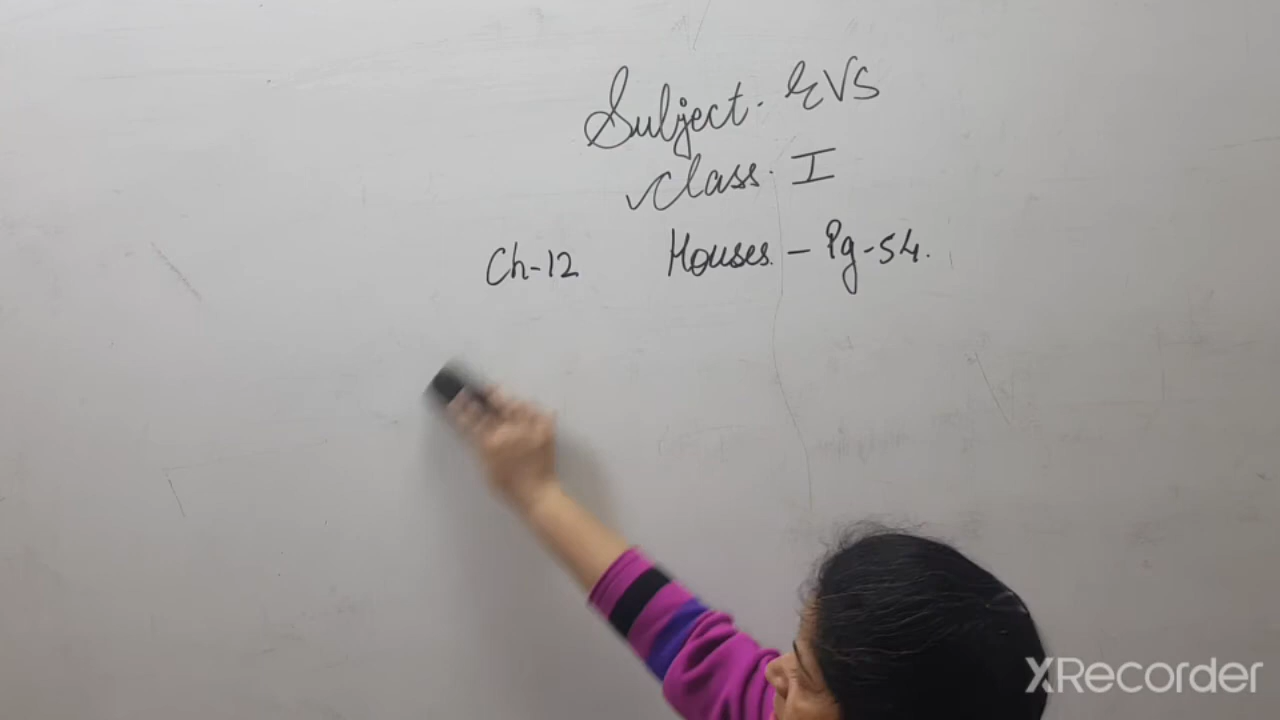 Subject. EVS
Class. I
Ch-12 Houses. - Pg-54.
XRecorder